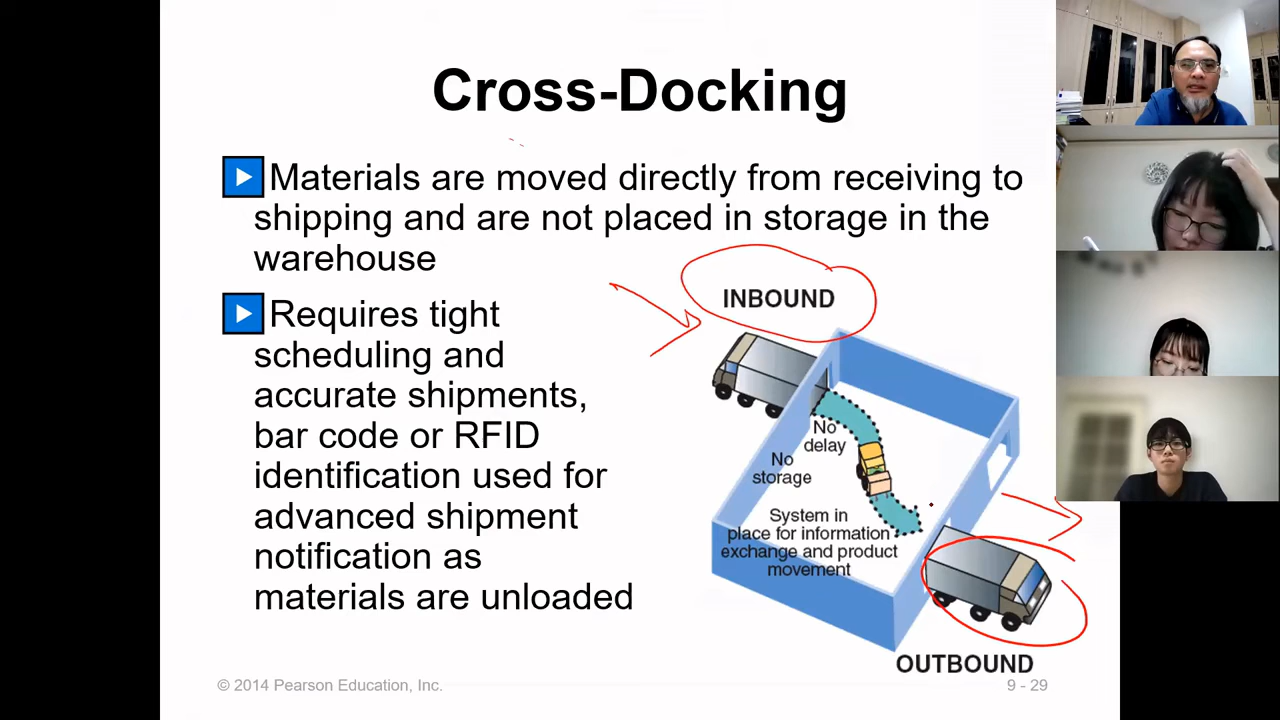 Cross-Docking
Materials are moved directly from receiving to
shipping and are not placed in storage in the
warehouse
Requires tight
scheduling and
accurate shipments,
bar code or RFID
identification used for
advanced shipment
notification as
materials are unloaded
INBOUND
No
delay
No
storage
System in
place for information
exchange and product
movement
OUTBOUND
© 2014 Pearson Education, Inc.
9 - 29